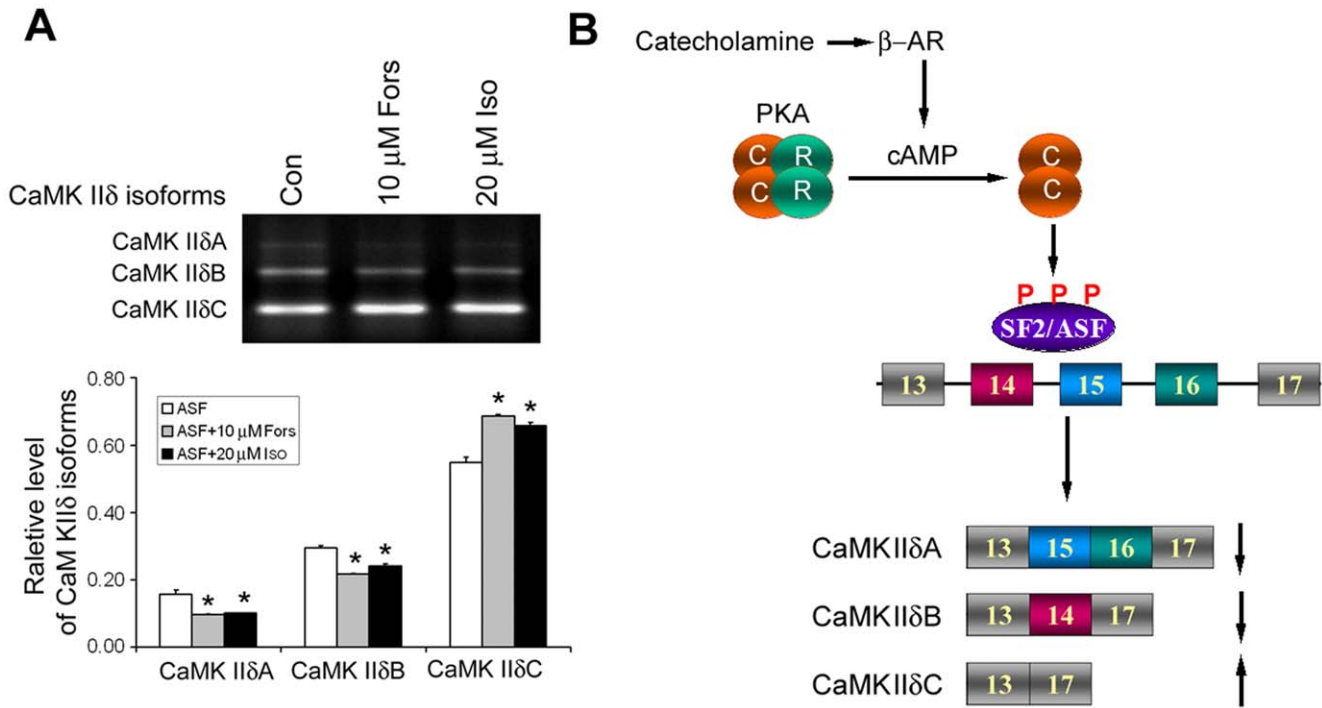 A
Con
10 μM Fors
20 μM Iso
CaMK IIδ isoforms
CaMK IIδA
CaMK IIδB
CaMK IIδC
Raletive level
of CaM KIIδ isoforms
0.80
0.60
0.40
0.20
0.00
ASF
ASF+10 μM Fors
ASF+20 μM Iso
* *
* *
* *
CaMK IIδA
CaMK IIδB
CaMK IIδC
B
Catecholamine
β–AR
PKA
C R
C R
cAMP
C
C
P P P
SF2/ASF
13 14 15 16 17
CaMKIIδA
13 15 16 17
CaMKIIδB
13 14 17
CaMKIIδC
13 17